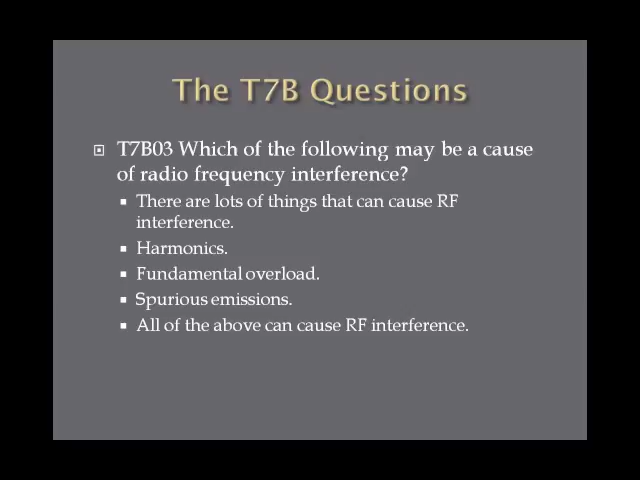 The T7B Questions
T7B03 Which of the following may be a cause
of radio frequency interference?
There are lots of things that can cause RF
interference.
Harmonics.
Fundamental overload.
Spurious emissions.
All of the above can cause RF interference.